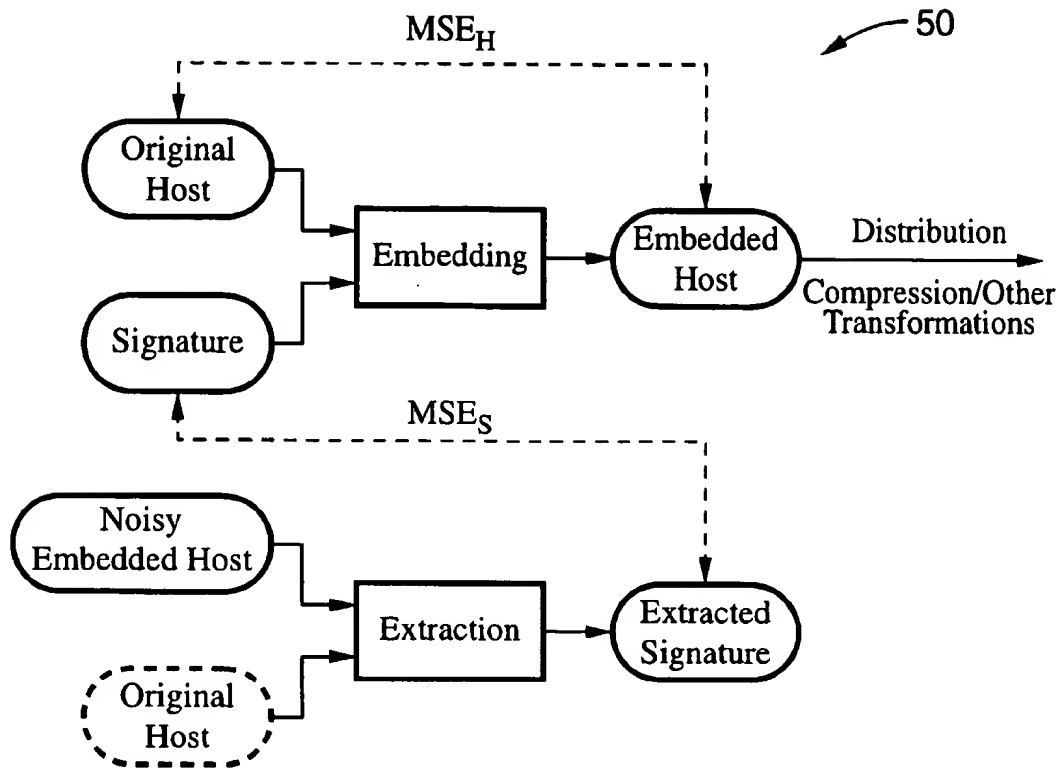 MSE_H
50
Original
Host
Embedding
Embedded
Host
Distribution
Compression/Other
Transformations
Signature
MSE_S
Noisy
Embedded Host
Extraction
Extracted
Signature
Original
Host